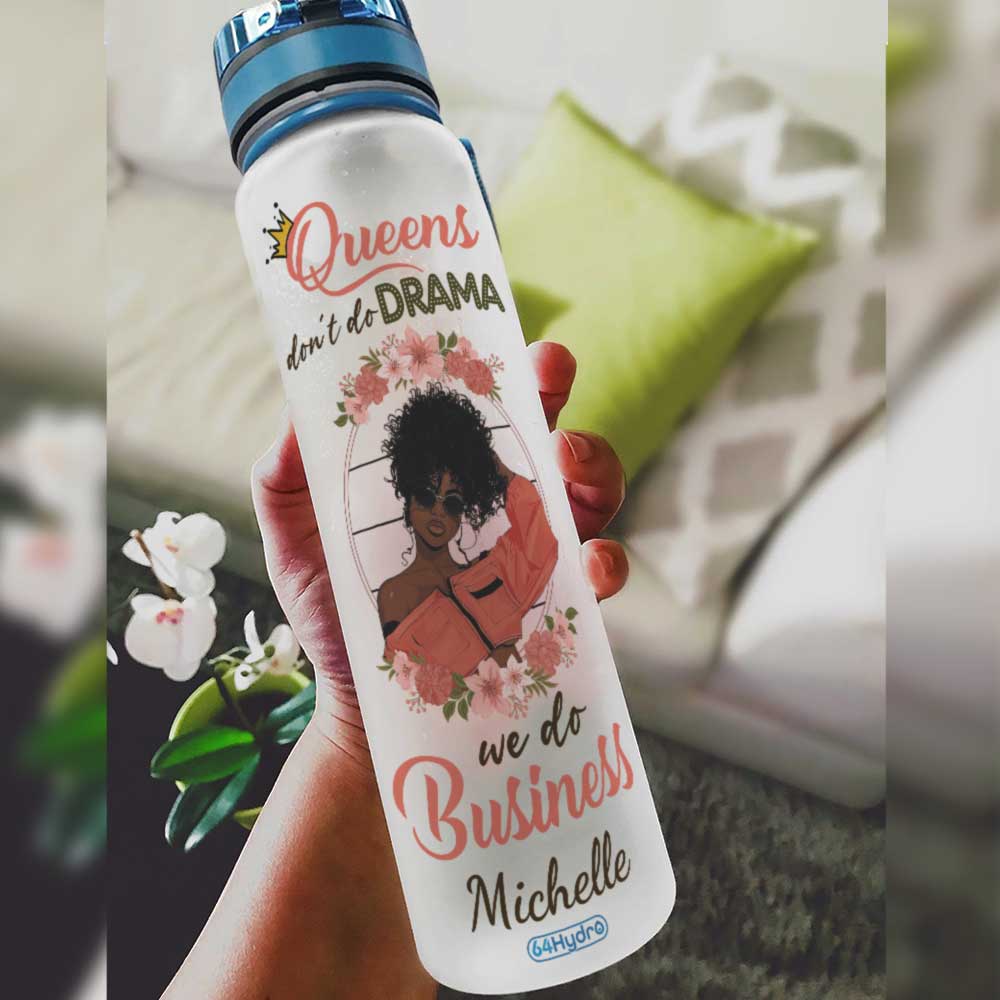 Queens
don't do DRAMA
we do
Business
Michelle
64Hydro